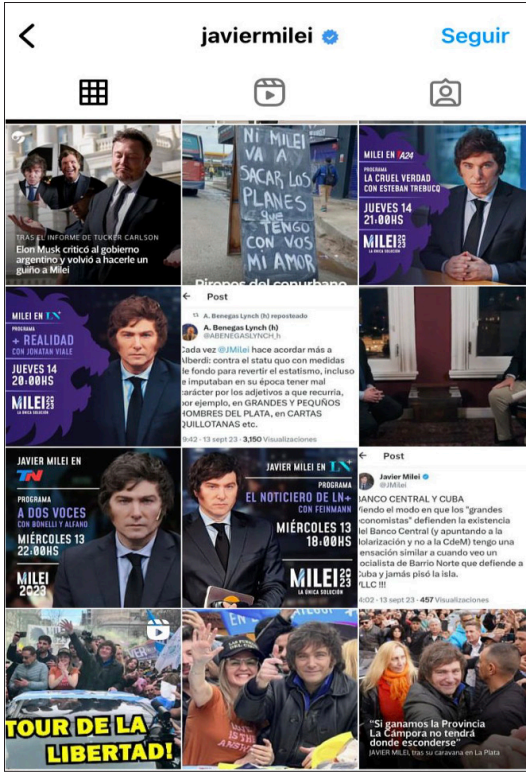 javiermilei
Seguir
TRAS EL INFORME DE TUCKER CARLSON
Elon Musk criticó al gobierno
argentino y volvió a hacerle un
guiño a Milei
NI MILEI
VA A
SACAR LOS
PLANES
que
TENGO
CON VOS
MI AMOR
Piropos del conurbano
MILEI EN A24
PROGRAMA
LA CRUEL VERDAD
CON ESTEBAN TREBUCQ
JUEVES 14
21:00HS
MILEI 2023
LA ÚNICA SOLUCIÓN
MILEI EN LN
PROGRAMA
+ REALIDAD
CON JONATAN VIALE
JUEVES 14
20:00HS
MILEI 2023
LA ÚNICA SOLUCIÓN
Post
A. Benegas Lynch (h) reposteado
A. Benegas Lynch (h)
@ABENEGASLYNCH_h
Cada vez @JMilei hace acordar más a
Alberdi: contra el statu quo con medidas
de fondo para revertir el estatismo, incluso
e imputaban en su época tener mal
carácter por los adjetivos a que recurría,
por ejemplo, en GRANDES Y PEQUÑOS
HOMBRES DEL PLATA, en CARTAS
QUILLOTANAS etc.
9:42 - 13 sept 23 - 3,150 Visualizaciones
JAVIER MILEI EN
TN
PROGRAMA
A DOS VOCES
CON BONELLI Y ALFANO
MIÉRCOLES 13
22:00HS
MILEI
2023
JAVIER MILEI EN LN+
PROGRAMA
EL NOTICIERO DE LN+
CON FEINMANN
MIÉRCOLES 13
18:00HS
MILEI 2023
LA ÚNICA SOLUCIÓN
Post
Javier Milei
@JMilei
BANCO CENTRAL Y CUBA
Viendo el modo en que los "grandes
economistas" defienden la existencia
del Banco Central (y apuntando a la
dolarización y no a la CdeM) tengo una
sensación similar a cuando veo un
socialista de Barrio Norte que defiende a
Cuba y jamás pisó la isla.
VLLC !!!
4:02 - 13 sept 23 - 457 Visualizaciones
TOUR DE LA
LIBERTAD!
"Si ganamos la Provincia
La Cámpora no tendrá
donde esconderse"
JAVIER MILEI, tras su caravana en La Plata